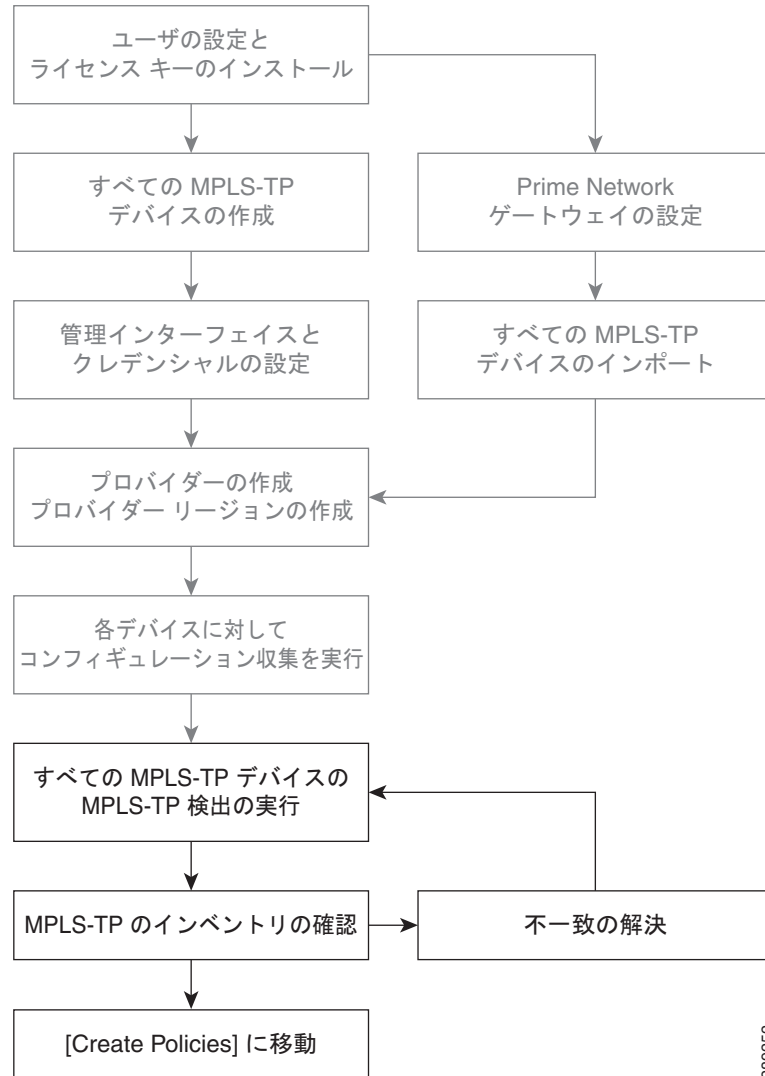 ユーザの設定と
ライセンス キーのインストール
すべての MPLS-TP
デバイスの作成
Prime Network
ゲートウェイの設定
管理インターフェイスと
クレデンシャルの設定
すべての MPLS-TP
デバイスのインポート
プロバイダーの作成
プロバイダー リージョンの作成
各デバイスに対して
コンフィギュレーション収集を実行
すべての MPLS-TP デバイスの
MPLS-TP 検出の実行
MPLS-TP のインベントリの確認
不一致の解決
[Create Policies] に移動